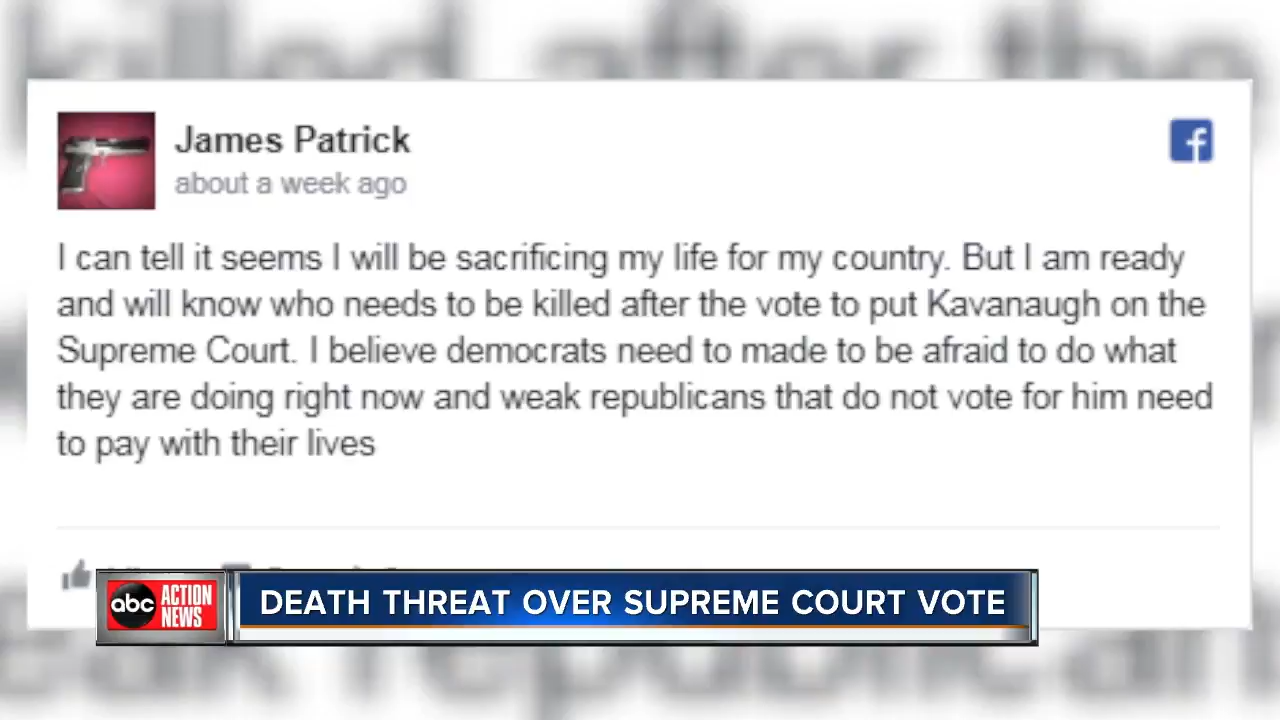 killed after the
James Patrick
about a week ago
I can tell it seems I will be sacrificing my life for my country. But I am ready
and will know who needs to be killed after the vote to put Kavanaugh on the
Supreme Court. I believe democrats need to made to be afraid to do what
they are doing right now and weak republicans that do not vote for him need
to pay with their lives
abc ACTION NEWS
DEATH THREAT OVER SUPREME COURT VOTE